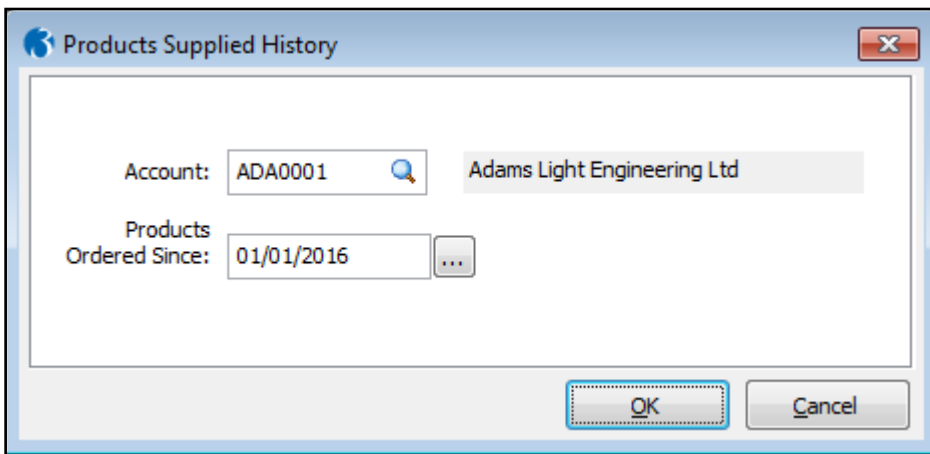 Products Supplied History
Account: ADA0001 Adams Light Engineering Ltd
Products
Ordered Since: 01/01/2016 ...
OK Cancel